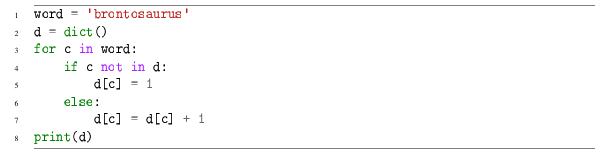 1 word = 'brontosaurus'
2 d = dict()
3 for c in word:
4     if c not in d:
5         d[c] = 1
6     else:
7         d[c] = d[c] + 1
8 print(d)